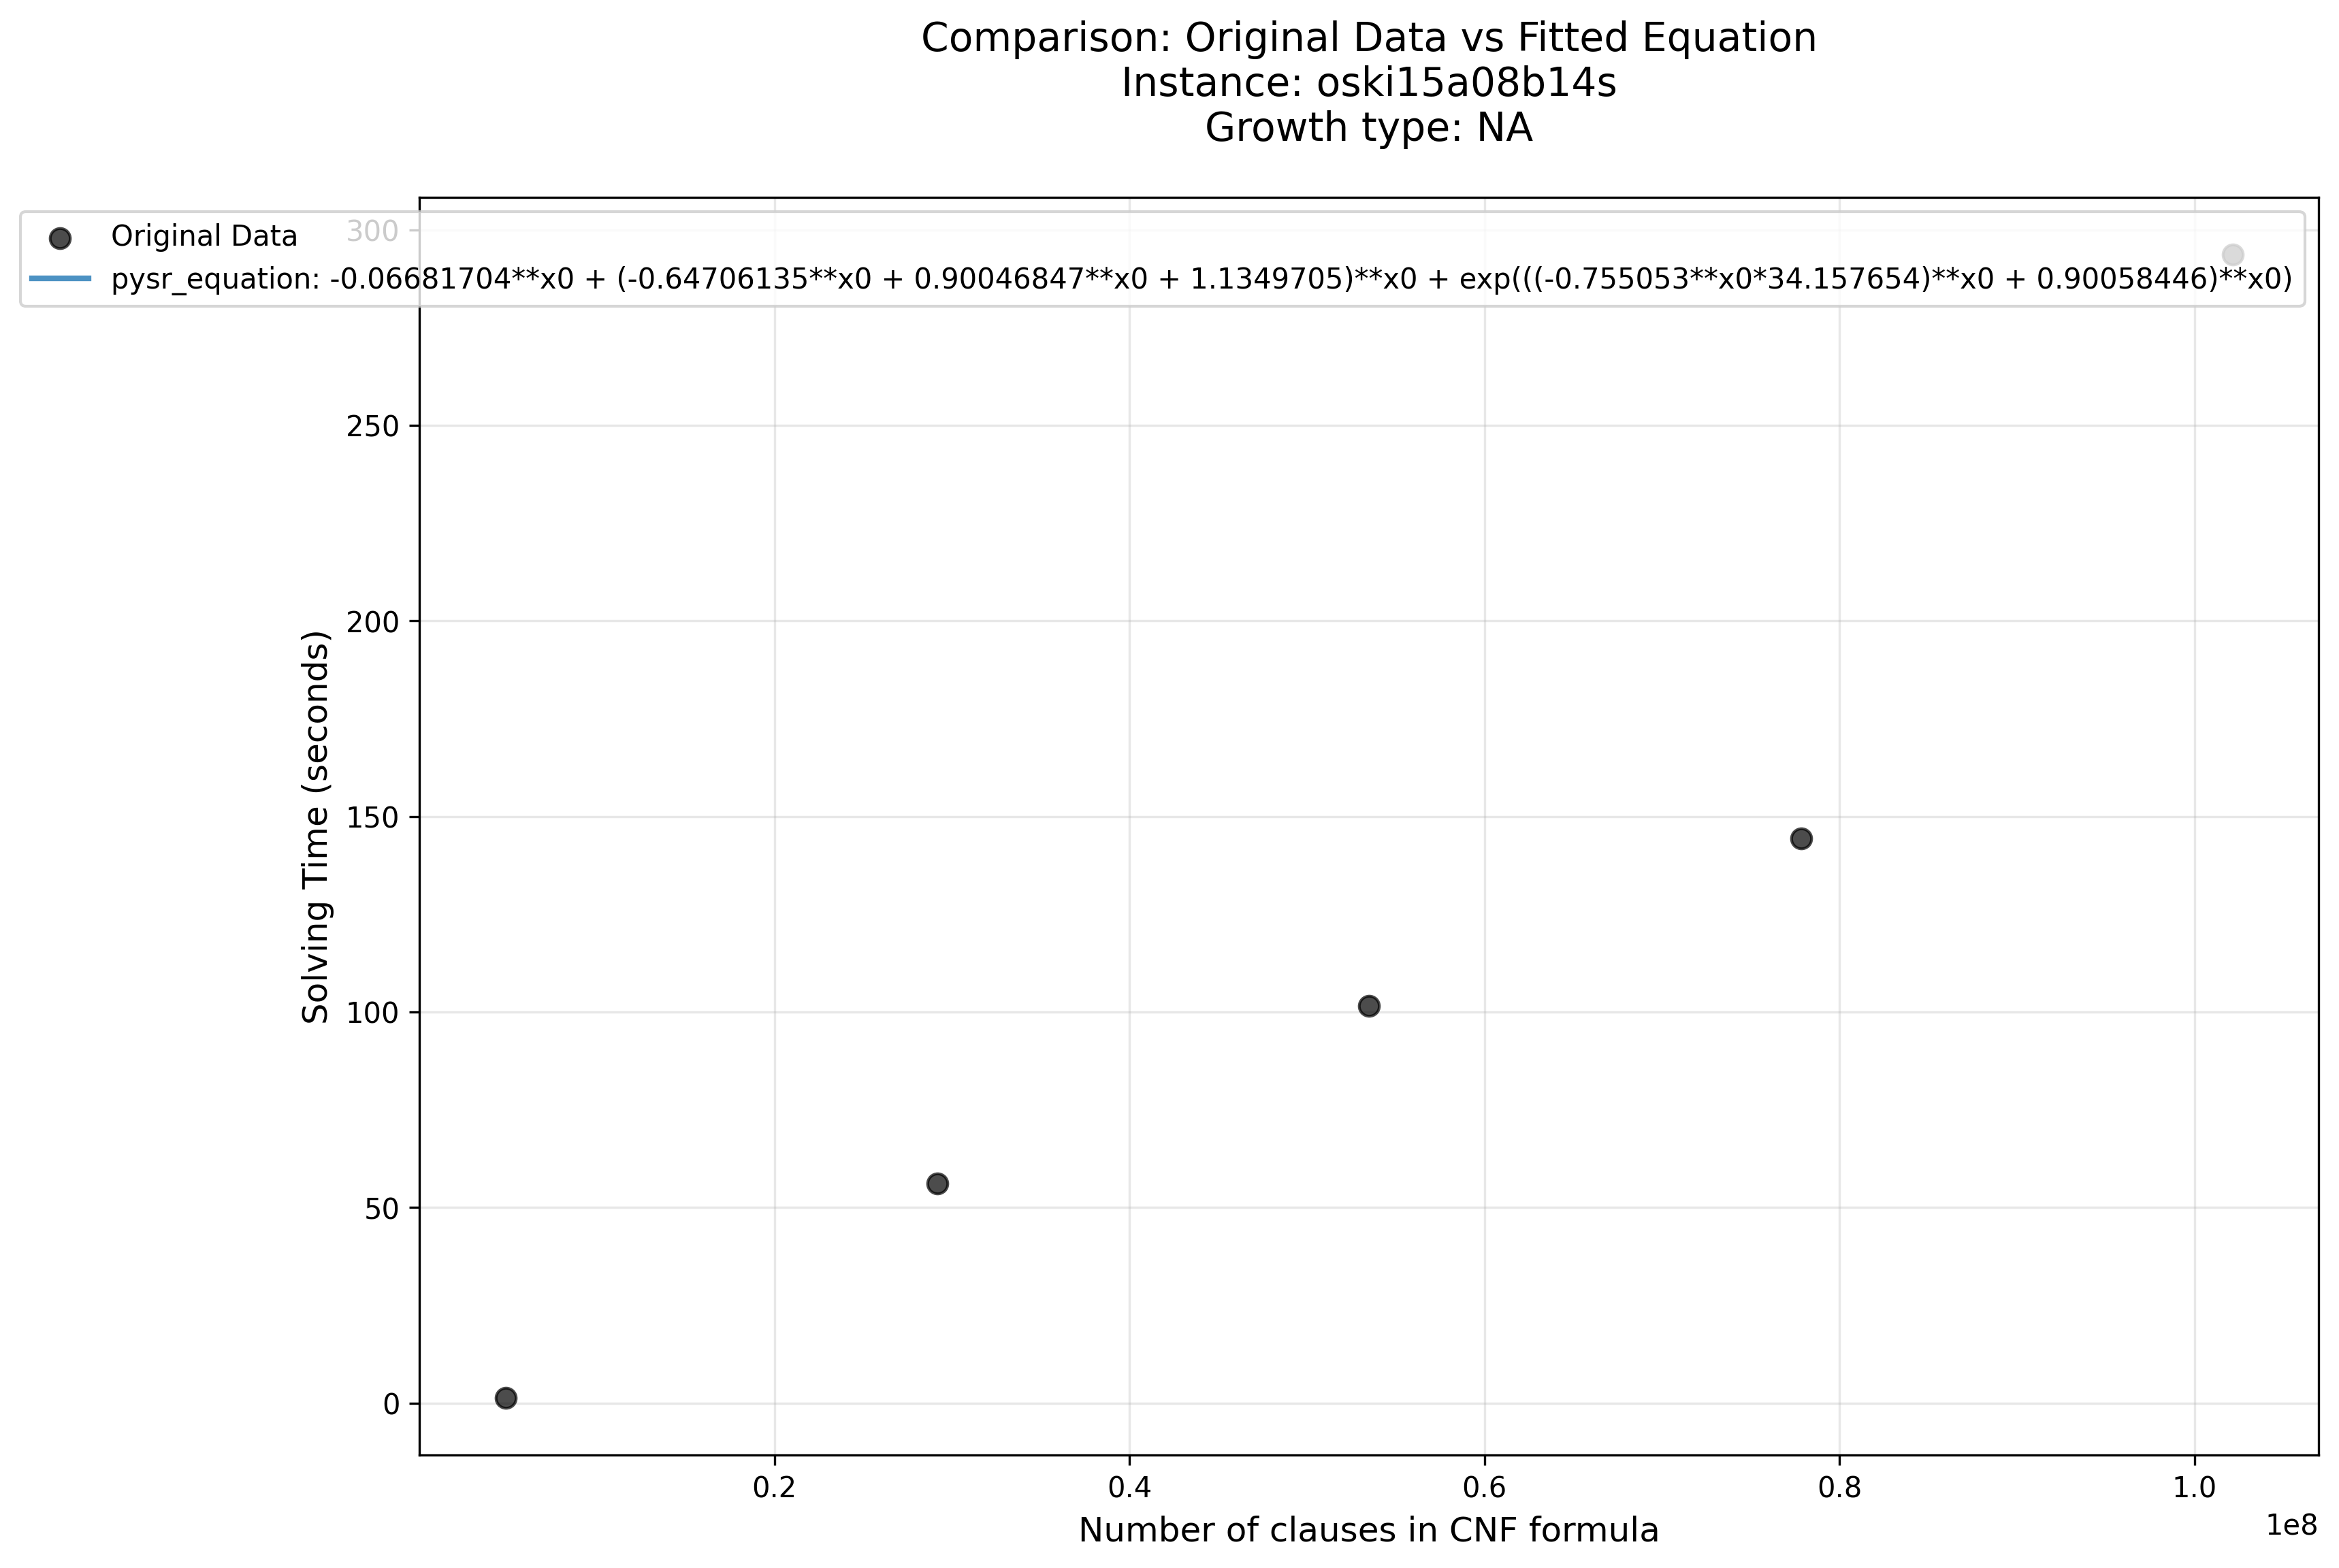 Comparison: Original Data vs Fitted Equation
Instance: oski15a08b14s
Growth type: NA
Original Data
pysr_equation: -0.06681704**x0 + (-0.64706135**x0 + 0.90046847**x0 + 1.1349705)**x0 + exp(((-0.755053**x0*34.157654)**x0 + 0.90058446)**x0)
300
250
200
150
100
50
0
Solving Time (seconds)
0.2
0.4
0.6
0.8
1.0
1e8
Number of clauses in CNF formula